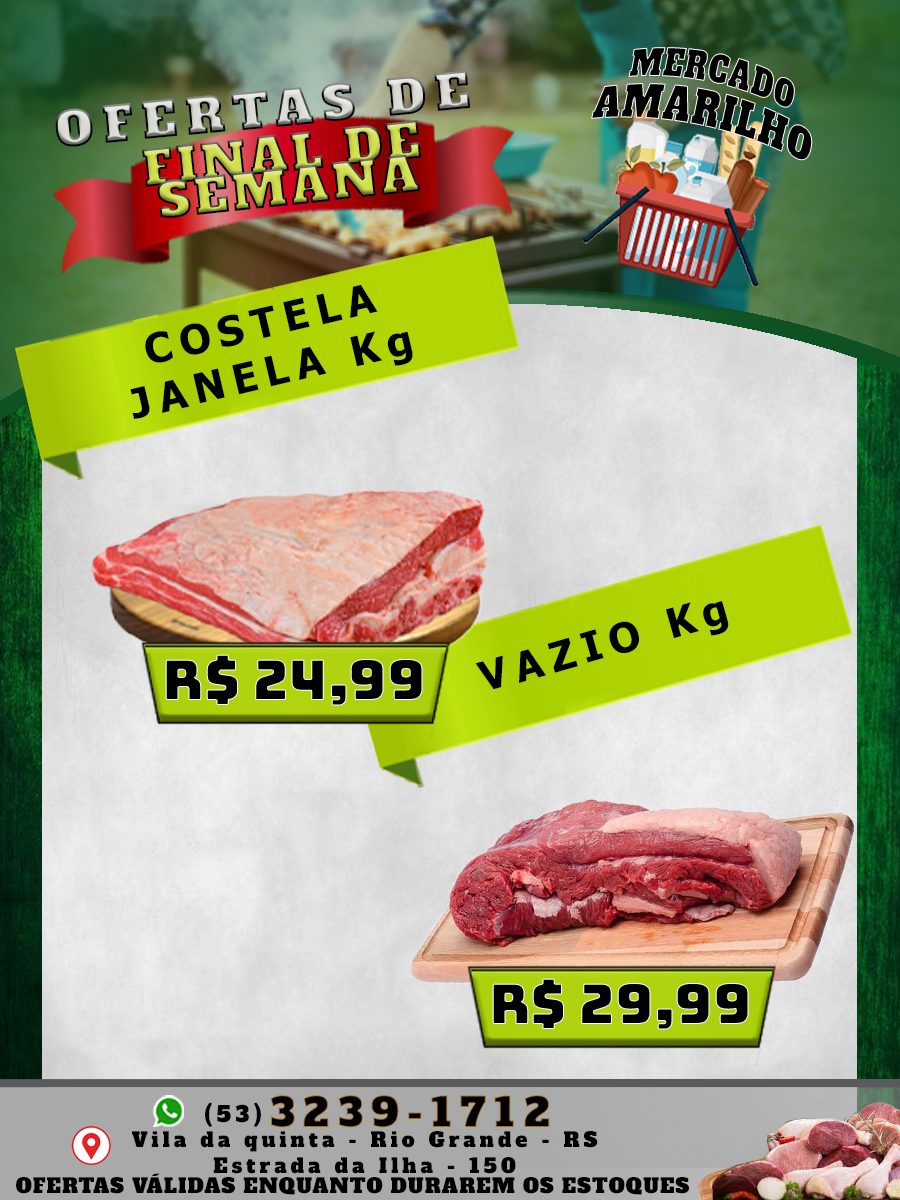 OFERTAS DE
FINAL DE
SEMANA
MERCADO
AMARILHO
COSTELA
JANELA Kg
R$ 24,99
VAZIO Kg
R$ 29,99
(53) 3239-1712
Vila da quinta - Rio Grande - RS
Estrada da Ilha - 150
OFERTAS VÁLIDAS ENQUANTO DURAREM OS ESTOQUES